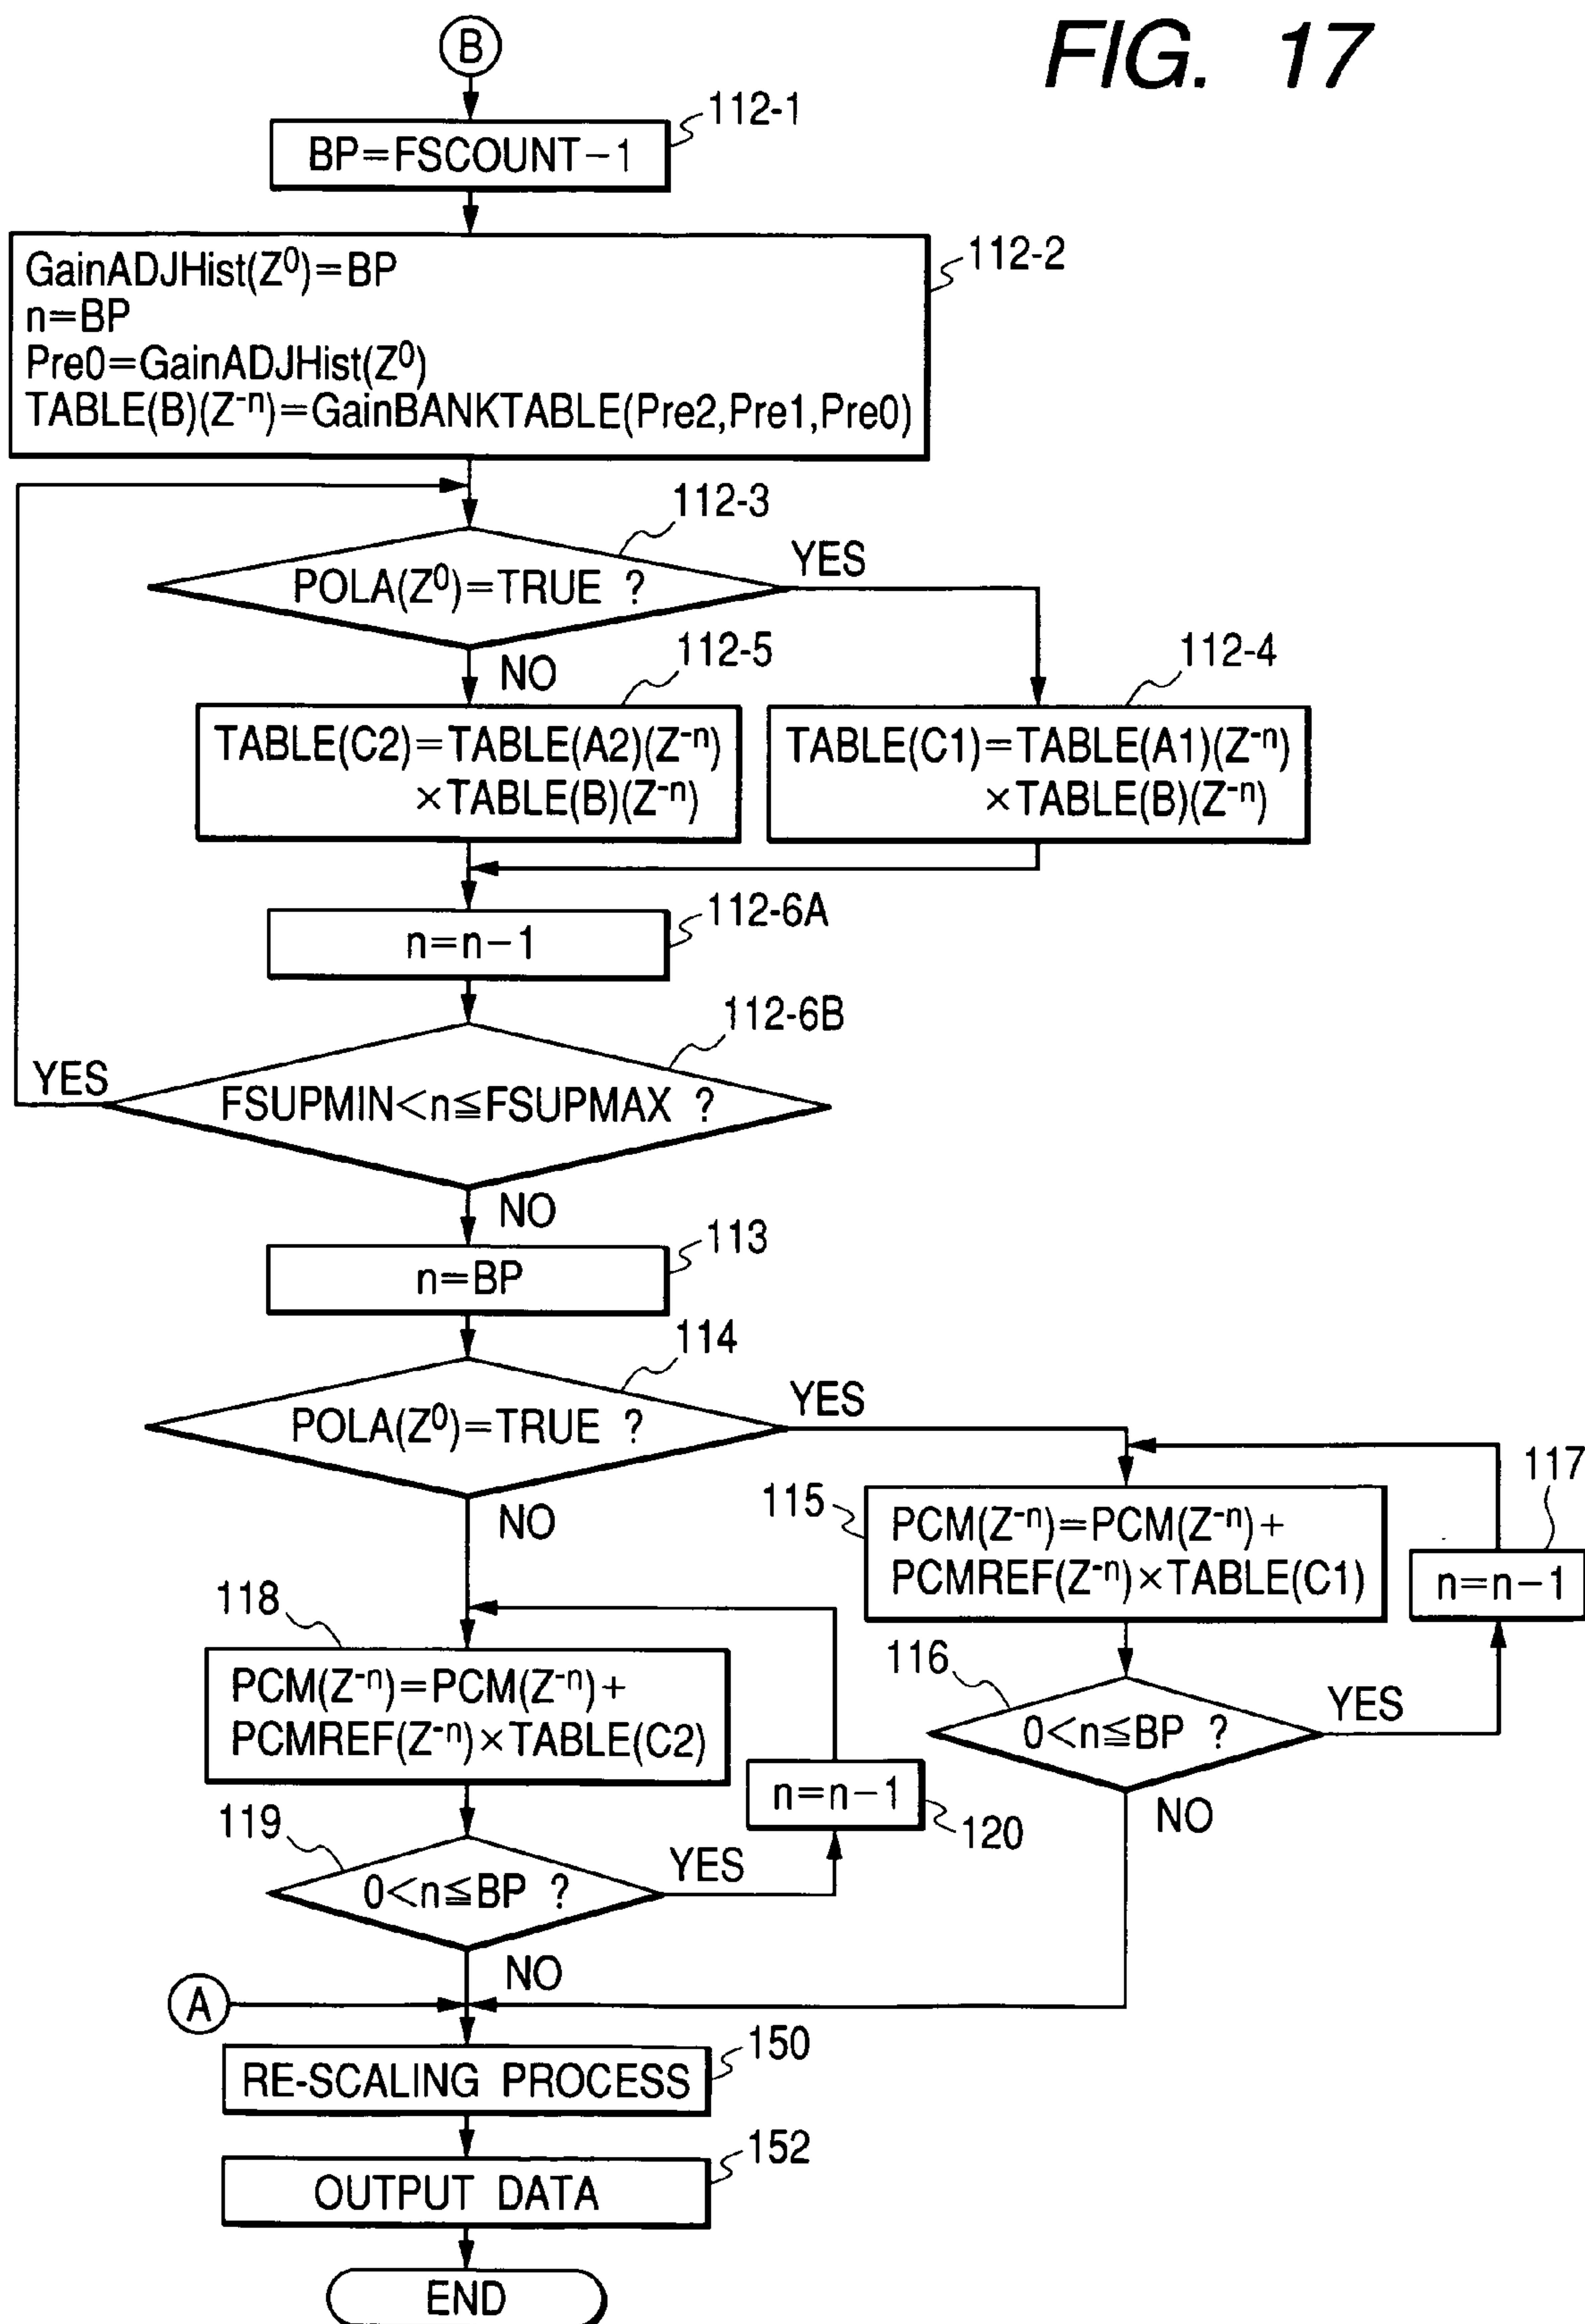 FIG. 17
B
112-1
BP=FSCOUNT-1
112-2
GainADJHist(Z⁰)=BP
n=BP
Pre0=GainADJHist(Z⁰)
TABLE(B)(Z⁻ⁿ)=GainBANKTABLE(Pre2,Pre1,Pre0)
112-3
POLA(Z⁰)=TRUE ?
YES
NO
112-5
TABLE(C2)=TABLE(A2)(Z⁻ⁿ)
×TABLE(B)(Z⁻ⁿ)
112-4
TABLE(C1)=TABLE(A1)(Z⁻ⁿ)
×TABLE(B)(Z⁻ⁿ)
112-6A
n=n-1
112-6B
YES
FSUPMIN<n≦FSUPMAX ?
NO
113
n=BP
114
POLA(Z⁰)=TRUE ?
YES
NO
115
PCM(Z⁻ⁿ)=PCM(Z⁻ⁿ)+
PCMREF(Z⁻ⁿ)×TABLE(C1)
117
n=n-1
116
0<n≦BP ?
YES
NO
118
PCM(Z⁻ⁿ)=PCM(Z⁻ⁿ)+
PCMREF(Z⁻ⁿ)×TABLE(C2)
n=n-1
120
119
0<n≦BP ?
YES
NO
A
150
RE-SCALING PROCESS
152
OUTPUT DATA
END